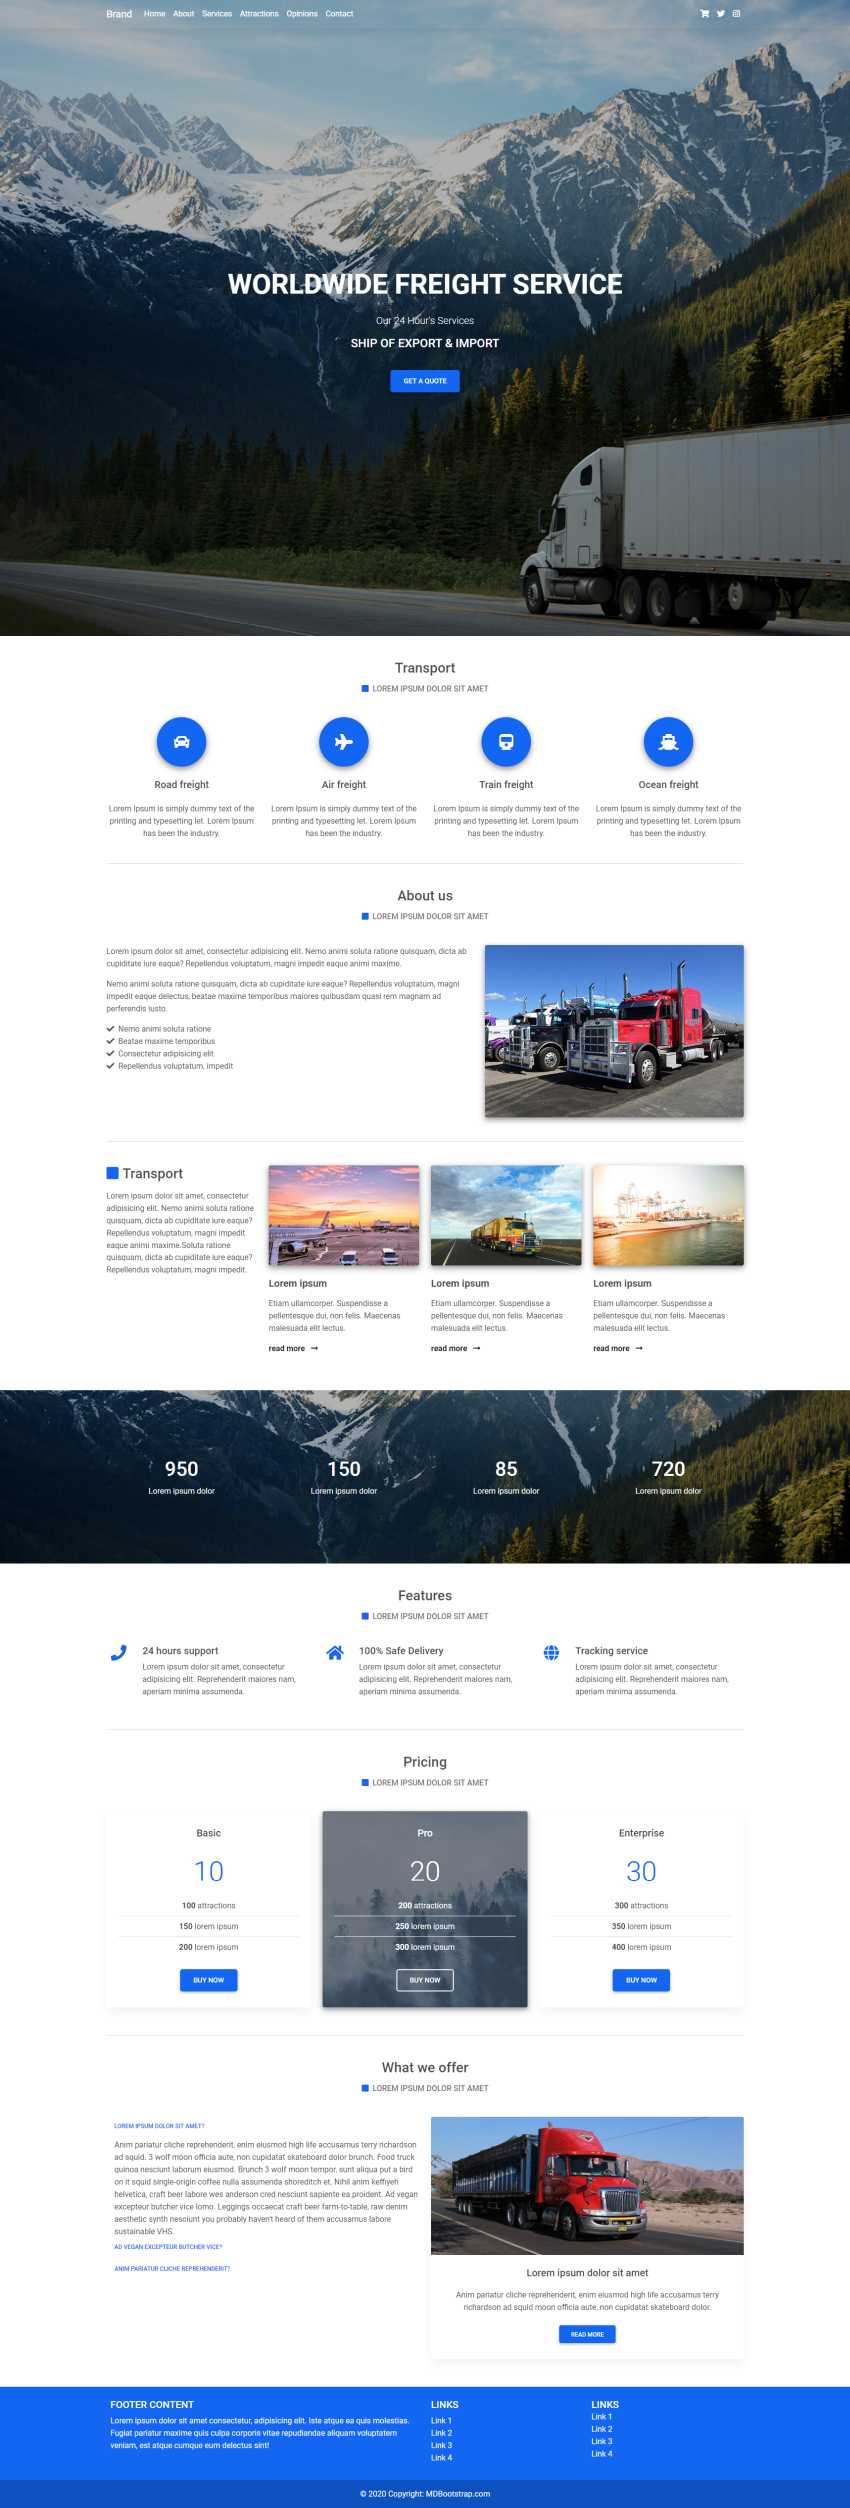 Brand Home About Services Attractions Opinions Contact
WORLDWIDE FREIGHT SERVICE
Our 24 Hour's Services
SHIP OF EXPORT & IMPORT
GET A QUOTE
Transport
LOREM IPSUM DOLOR SIT AMET
Road freight
Lorem Ipsum is simply dummy text of the
printing and typesetting let. Lorem Ipsum
has been the industry.
Air freight
Lorem Ipsum is simply dummy text of the
printing and typesetting let. Lorem Ipsum
has been the industry.
Train freight
Lorem Ipsum is simply dummy text of the
printing and typesetting let. Lorem Ipsum
has been the industry.
Ocean freight
Lorem Ipsum is simply dummy text of the
printing and typesetting let. Lorem Ipsum
has been the industry.
About us
LOREM IPSUM DOLOR SIT AMET
Lorem ipsum dolor sit amet, consectetur adipisicing elit. Nemo animi soluta ratione quisquam, dicta ab
cupiditate iure eaque? Repellendus voluptatum, magni impedit eaque animi maxime.
Nemo animi soluta ratione quisquam, dicta ab cupiditate iure eaque? Repellendus voluptatum, magni
impedit eaque delectus, beatae maxime temporibus maiores quibusdam quasi rem magnam ad
perferendis iusto.
Nemo animi soluta ratione
Beatae maxime temporibus
Consectetur adipisicing elit
Repellendus voluptatum, impedit
Transport
Lorem ipsum dolor sit amet, consectetur
adipisicing elit. Nemo animi soluta ratione
quisquam, dicta ab cupiditate iure eaque?
Repellendus voluptatum, magni impedit
eaque animi maxime.Soluta ratione
quisquam, dicta ab cupiditate iure eaque?
Repellendus voluptatum, magni impedit.
Lorem ipsum
Etiam ullamcorper. Suspendisse a
pellentesque dui, non felis. Maecenas
malesuada elit lectus.
read more
Lorem ipsum
Etiam ullamcorper. Suspendisse a
pellentesque dui, non felis. Maecenas
malesuada elit lectus.
read more
Lorem ipsum
Etiam ullamcorper. Suspendisse a
pellentesque dui, non felis. Maecenas
malesuada elit lectus.
read more
950
Lorem ipsum dolor
150
Lorem ipsum dolor
85
Lorem ipsum dolor
720
Lorem ipsum dolor
Features
LOREM IPSUM DOLOR SIT AMET
24 hours support
Lorem ipsum dolor sit amet, consectetur
adipisicing elit. Reprehenderit maiores nam,
aperiam minima assumenda.
100% Safe Delivery
Lorem ipsum dolor sit amet, consectetur
adipisicing elit. Reprehenderit maiores nam,
aperiam minima assumenda.
Tracking service
Lorem ipsum dolor sit amet, consectetur
adipisicing elit. Reprehenderit maiores nam,
aperiam minima assumenda.
Pricing
LOREM IPSUM DOLOR SIT AMET
Basic
10
100 attractions
150 lorem ipsum
200 lorem ipsum
BUY NOW
Pro
20
200 attractions
250 lorem ipsum
300 lorem ipsum
BUY NOW
Enterprise
30
300 attractions
350 lorem ipsum
400 lorem ipsum
BUY NOW
What we offer
LOREM IPSUM DOLOR SIT AMET
LOREM IPSUM DOLOR SIT AMET?
Anim pariatur cliche reprehenderit, enim eiusmod high life accusamus terry richardson
ad squid. 3 wolf moon officia aute, non cupidatat skateboard dolor brunch. Food truck
quinoa nesciunt laborum eiusmod. Brunch 3 wolf moon tempor, sunt aliqua put a bird
on it squid single-origin coffee nulla assumenda shoreditch et. Nihil anim keffiyeh
helvetica, craft beer labore wes anderson cred nesciunt sapiente ea proident. Ad vegan
excepteur butcher vice lomo. Leggings occaecat craft beer farm-to-table, raw denim
aesthetic synth nesciunt you probably haven't heard of them accusamus labore
sustainable VHS.
AD VEGAN EXCEPTEUR BUTCHER VICE?
ANIM PARIATUR CLICHE REPREHENDERIT?
Lorem ipsum dolor sit amet
Anim pariatur cliche reprehenderit, enim eiusmod high life accusamus terry
richardson ad squid moon officia aute, non cupidatat skateboard dolor.
READ MORE
FOOTER CONTENT
Lorem ipsum dolor sit amet consectetur, adipisicing elit. Iste atque ea quis molestias.
Fugiat pariatur maxime quis culpa corporis vitae repudiandae aliquam voluptatem
veniam, est atque cumque eum delectus sint!
LINKS
Link 1
Link 2
Link 3
Link 4
LINKS
Link 1
Link 2
Link 3
Link 4
© 2020 Copyright: MDBootstrap.com